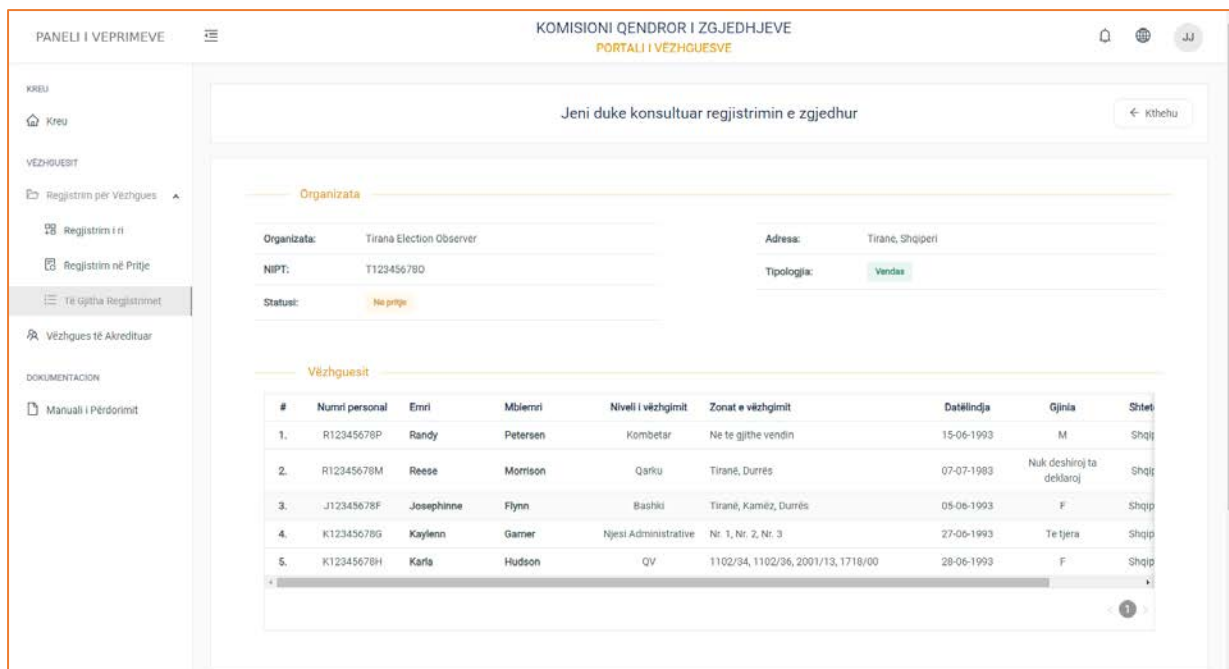 PANELI I VEPRIMEVE
KOMISIONI QENDROR I ZGJEDHJEVE
PORTALI I VËZHGUESVE
JJ
KREU
Kreu
VËZHGUESIT
Regjistrim për Vëzhgues
Regjistrim i ri
Regjistrim në Pritje
Të Gjitha Regjistrimet
Vëzhgues të Akredituar
DOKUMENTACION
Manuali i Përdorimit
Jeni duke konsultuar regjistrimin e zgjedhur
Kthehu
Organizata
Organizata: Tirana Election Observer
Adresa: Tirane, Shqiperi
NIPT: T12345678O
Tipologjia: Vendas
Statusi: Ne pritje
Vëzhguesit
# Numri personal Emri Mbiemri Niveli i vëzhgimit Zonat e vëzhgimit Datëlindja Gjinia Shtet
1. R12345678P Randy Petersen Kombetar Ne te gjithe vendin 15-06-1993 M Shqip
2. R12345678M Reese Morrison Qarku Tiranë, Durrës 07-07-1983 Nuk deshiroj ta deklaroj Shqip
3. J12345678F Josephinne Flynn Bashki Tiranë, Kamëz, Durrës 05-06-1993 F Shqip
4. K12345678G Kaylenn Garner Njesi Administrative Nr. 1, Nr. 2, Nr. 3 27-06-1993 Te tjera Shqip
5. K12345678H Karla Hudson QV 1102/34, 1102/36, 2001/13, 1718/00 28-06-1993 F Shqip
1